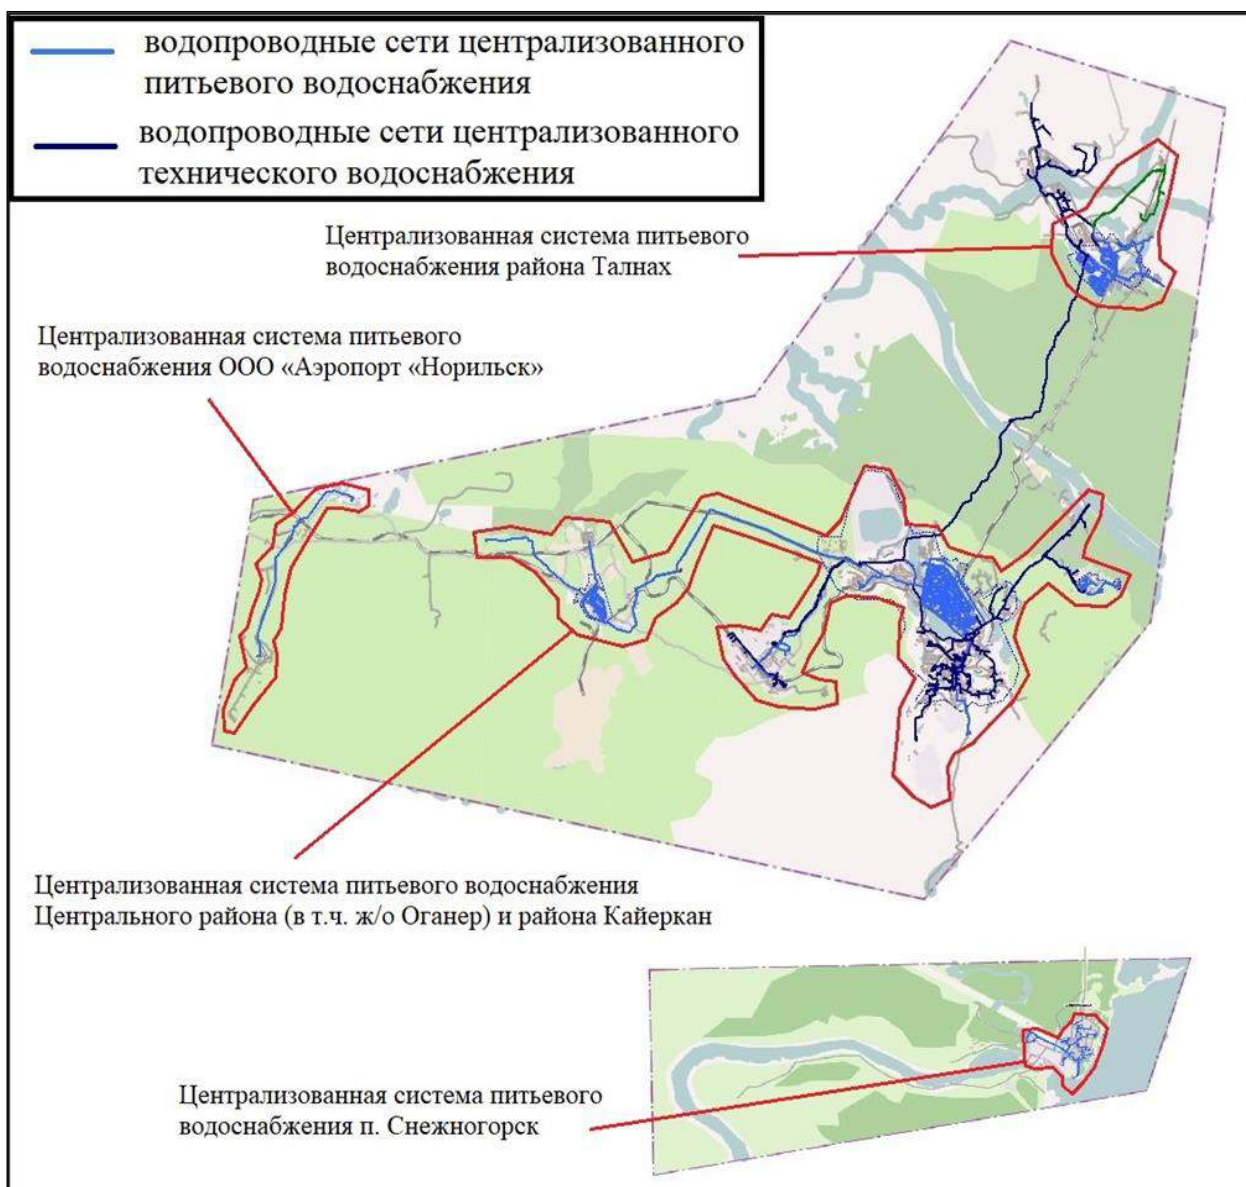 водопроводные сети централизованного
питьевого водоснабжения
водопроводные сети централизованного
технического водоснабжения
Централизованная система питьевого
водоснабжения района Талнах
Централизованная система питьевого
водоснабжения ООО «Аэропорт «Норильск»
Централизованная система питьевого водоснабжения
Центрального района (в т.ч. ж/о Оганер) и района Кайеркан
Централизованная система питьевого
водоснабжения п. Снежногорск